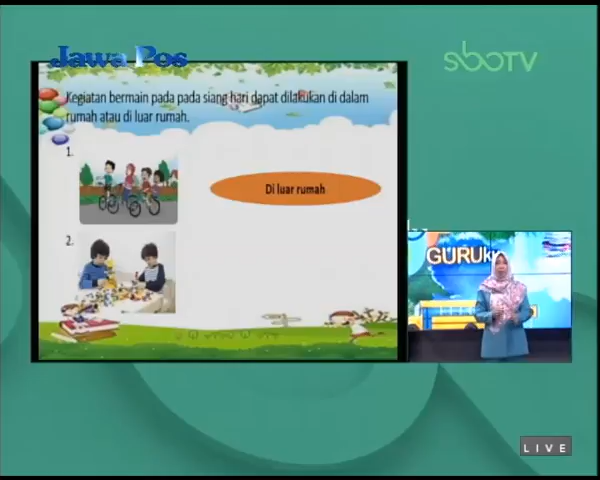 Jawa Pos
sboTV
Kegiatan bermain pada pada siang hari dapat dilakukan di dalam
rumah atau di luar rumah.
1.
Di luar rumah
2.
GURUku
LIVE